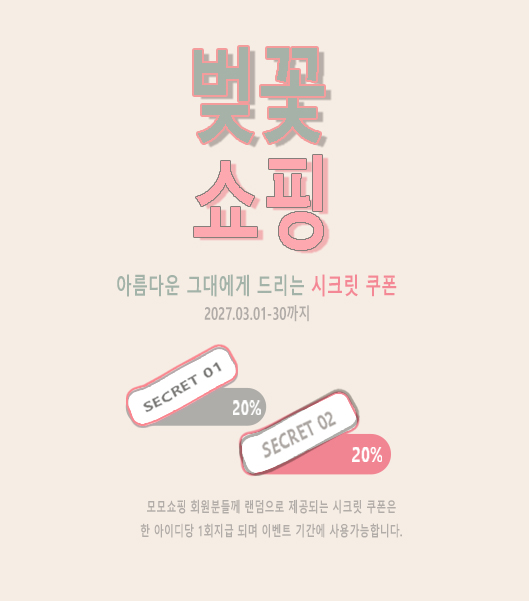 벚꽃
쇼핑
아름다운 그대에게 드리는 시크릿 쿠폰
2027.03.01-30까지
SECRET 01
20%
SECRET 02
20%
모모쇼핑 회원분들께 랜덤으로 제공되는 시크릿 쿠폰은
한 아이디당 1회지급 되며 이벤트 기간에 사용가능합니다.